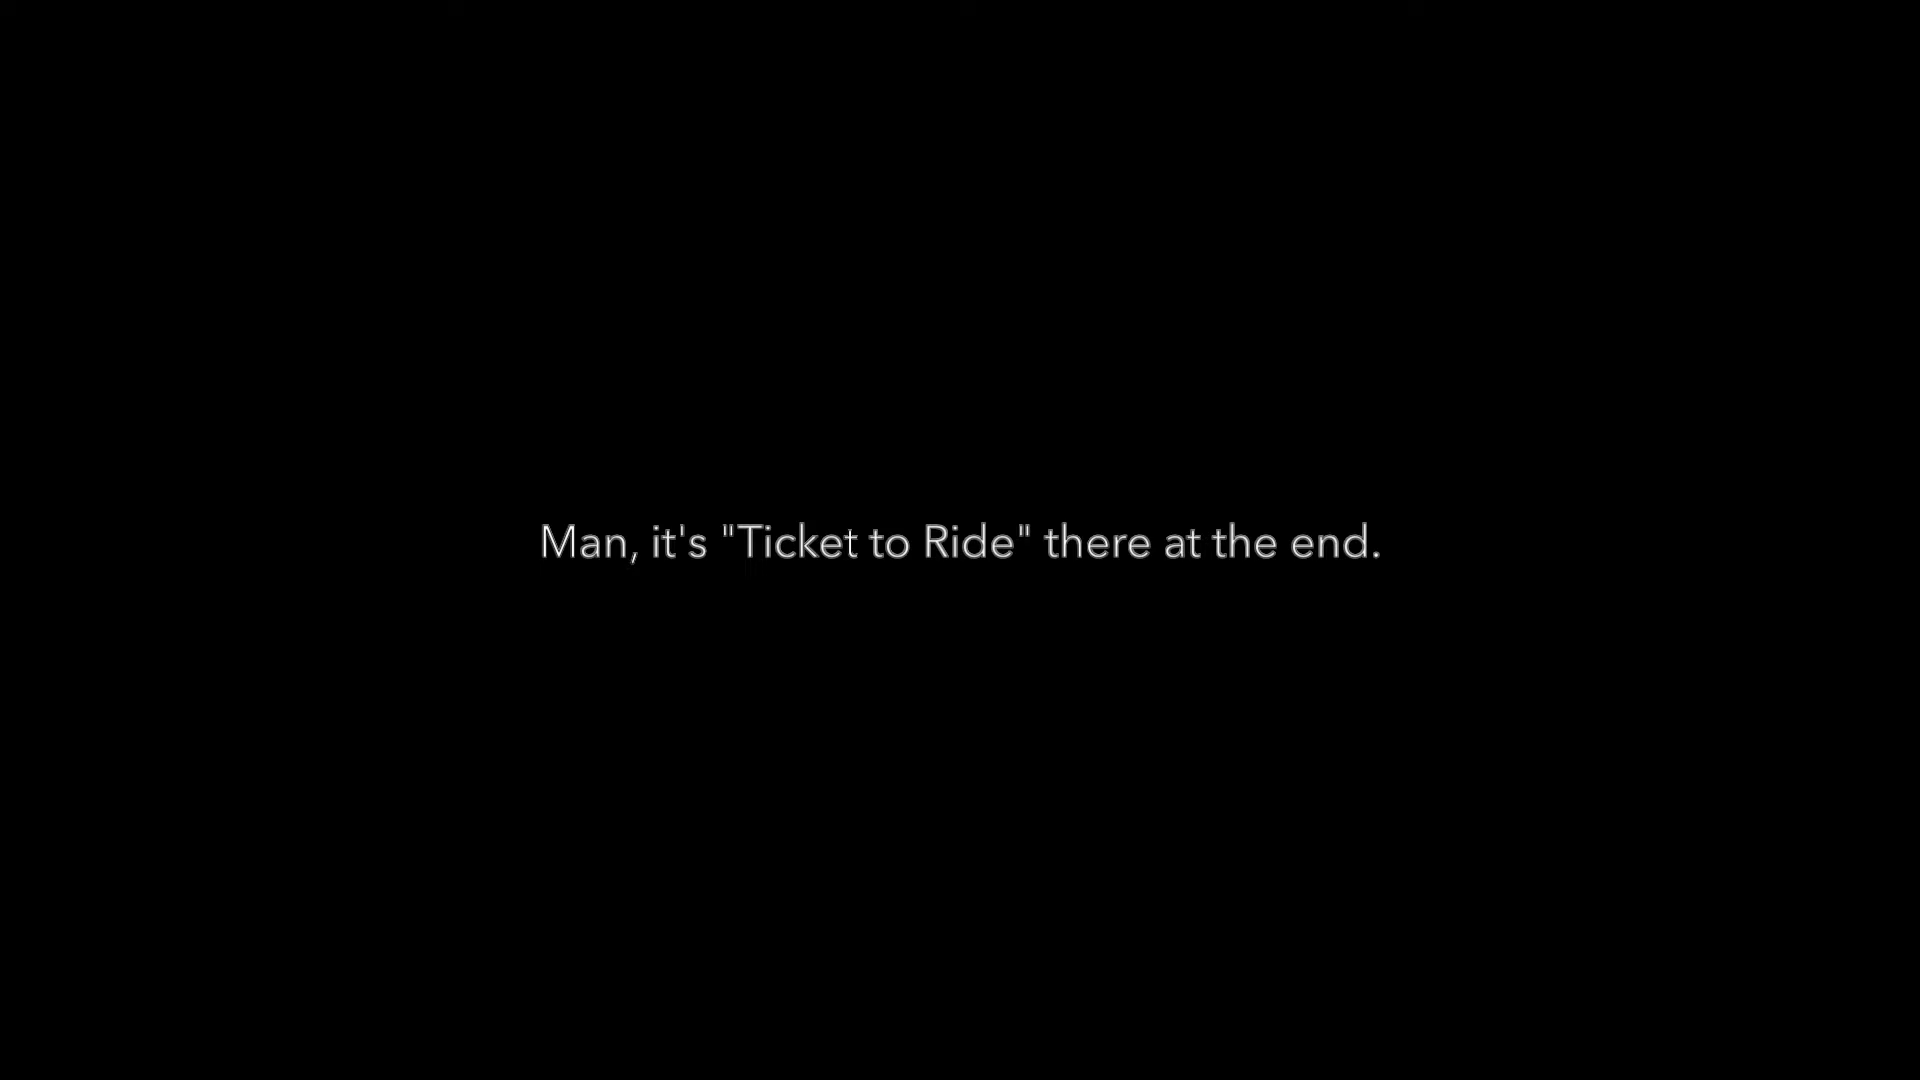 Man, it's "Ticket to Ride" there at the end.